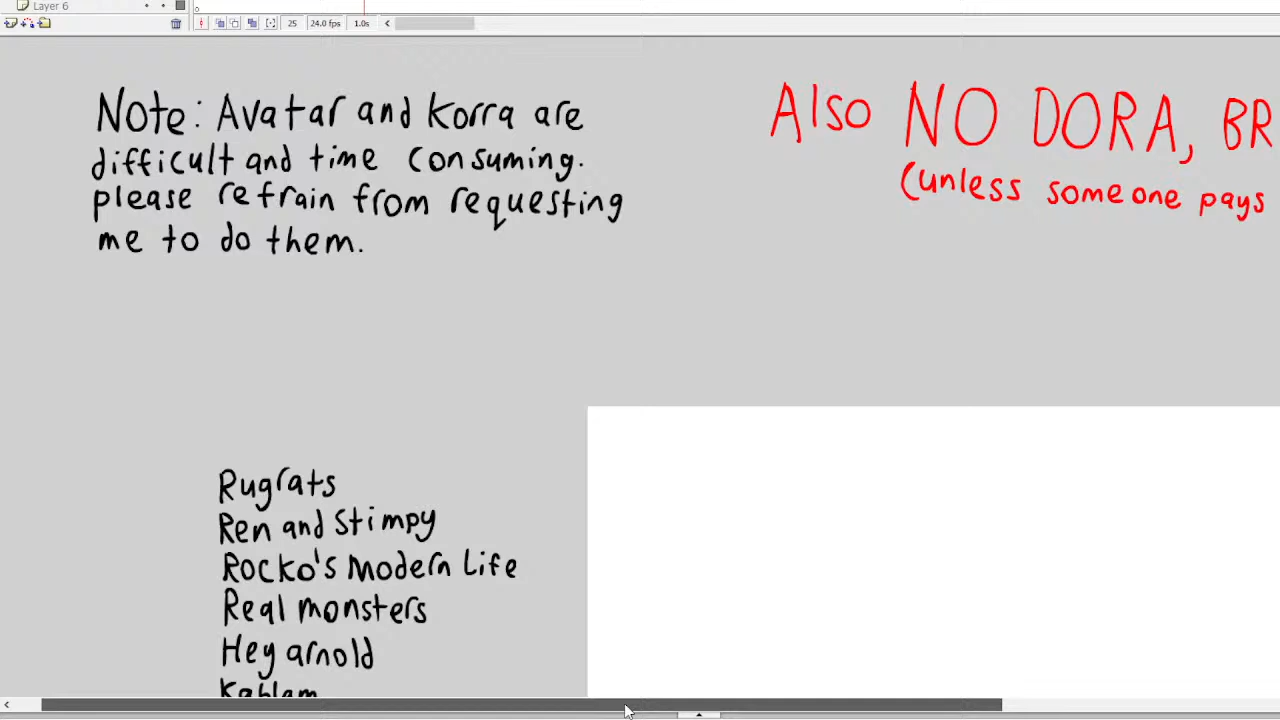 Layer 6
25 24.0 fps 1.0s
Note: Avatar and Korra are
difficult and time consuming.
please refrain from requesting
me to do them.
Also NO DORA, BR
(unless someone pays
Rugrats
Ren and Stimpy
Rocko's Modern Life
Real monsters
Hey arnold
Kablam